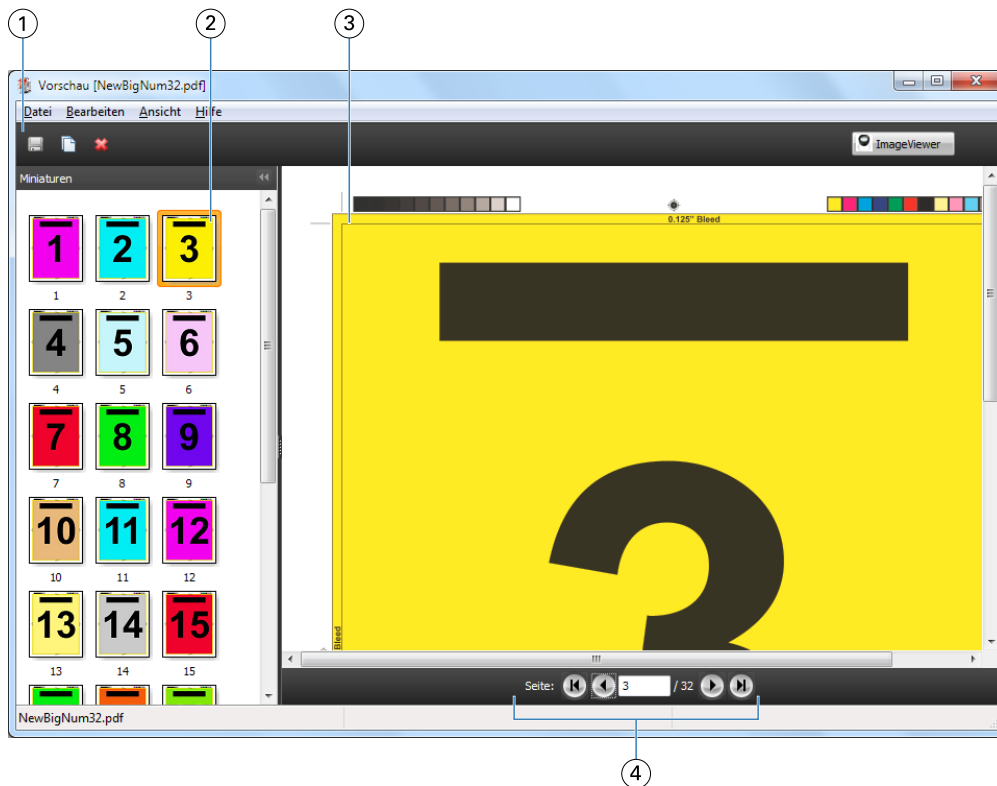 1 2 3
Vorschau [NewBigNum32.pdf]
Datei Bearbeiten Ansicht Hilfe
ImageViewer
Miniaturen
0.125" Bleed
1 2 3
1 2 3
4 5 6
4 5 6
7 8 9
7 8 9
10 11 12
10 11 12
13 14 15
13 14 15
3
Bleed
Seite: 3 / 32
NewBigNum32.pdf
4